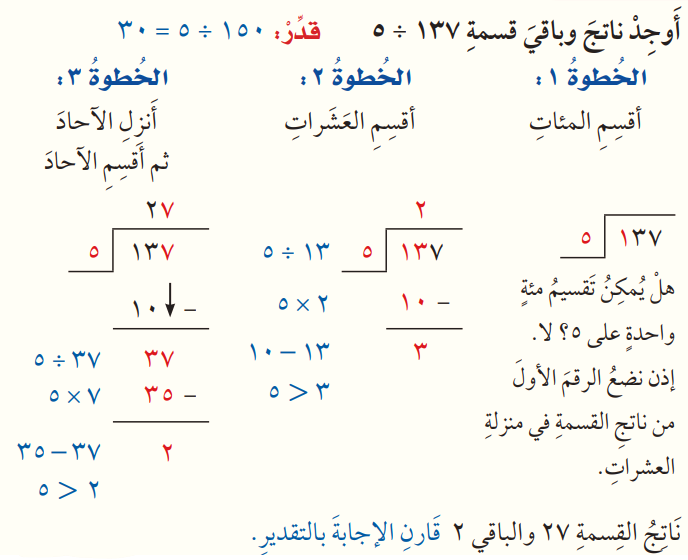 أَوجِدْ ناتجَ وباقيَ قسمةِ ١٣٧ ÷ ٥ قدِّرْ: ١٥٠ ÷ ٥ = ٣٠
الخُطوةُ ١:
أقسِمِ المئاتِ
٥ ١٣٧
هلْ يُمكِنُ تَقسيمُ مئةٍ
واحدةٍ على ٥؟ لا.
إذن نضعُ الرقمَ الأولَ
من ناتجِ القسمةِ في منزلةِ
العشراتِ.
الخُطوةُ ٢:
أقسِمِ العَشَراتِ
٢
٥ ١٣٧
١٣ ÷ ٥
١٠ −
٢ × ٥
٣
١٣ − ١٠
٣ < ٥
الخُطوةُ ٣:
أَنزِلِ الآحادَ
ثم أَقسِمِ الآحادَ
٢٧
٥ ١٣٧
١٠ ↓ −
٣٧
٣٧ ÷ ٥
٣٥ −
٧ × ٥
٢
٣٧ − ٣٥
٢ < ٥
نَاتِجُ القسمةِ ٢٧ والباقي ٢ قَارنِ الإجابةَ بالتقديرِ.